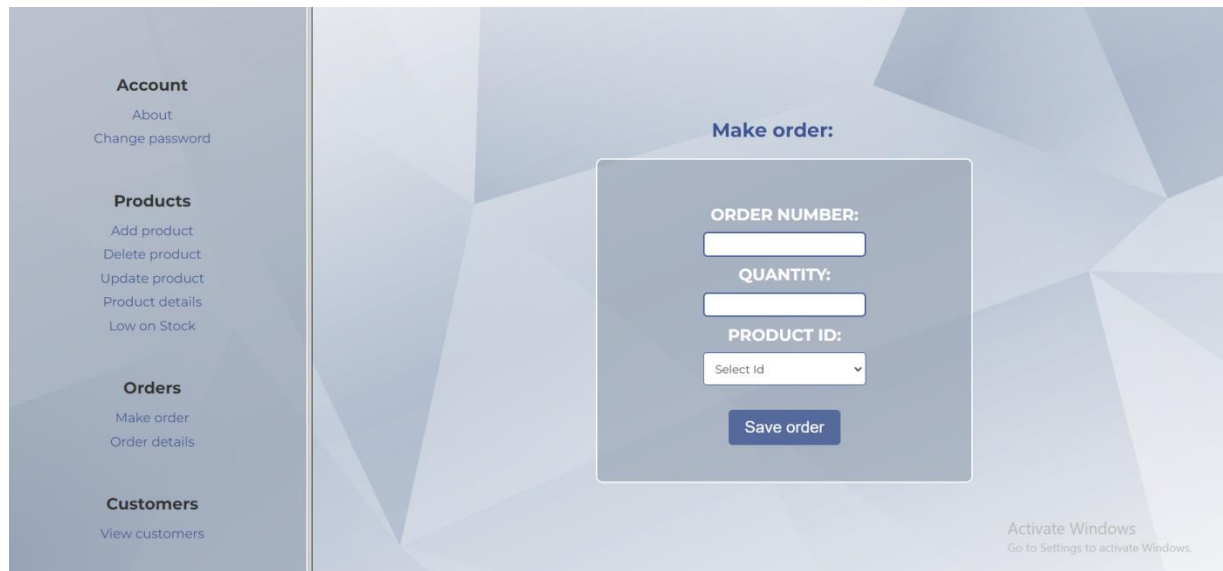 Account
About
Change password
Products
Add product
Delete product
Update product
Product details
Low on Stock
Orders
Make order
Order details
Customers
View customers
Make order:
ORDER NUMBER:
QUANTITY:
PRODUCT ID:
Select Id
Save order
Activate Windows
Go to Settings to activate Windows.